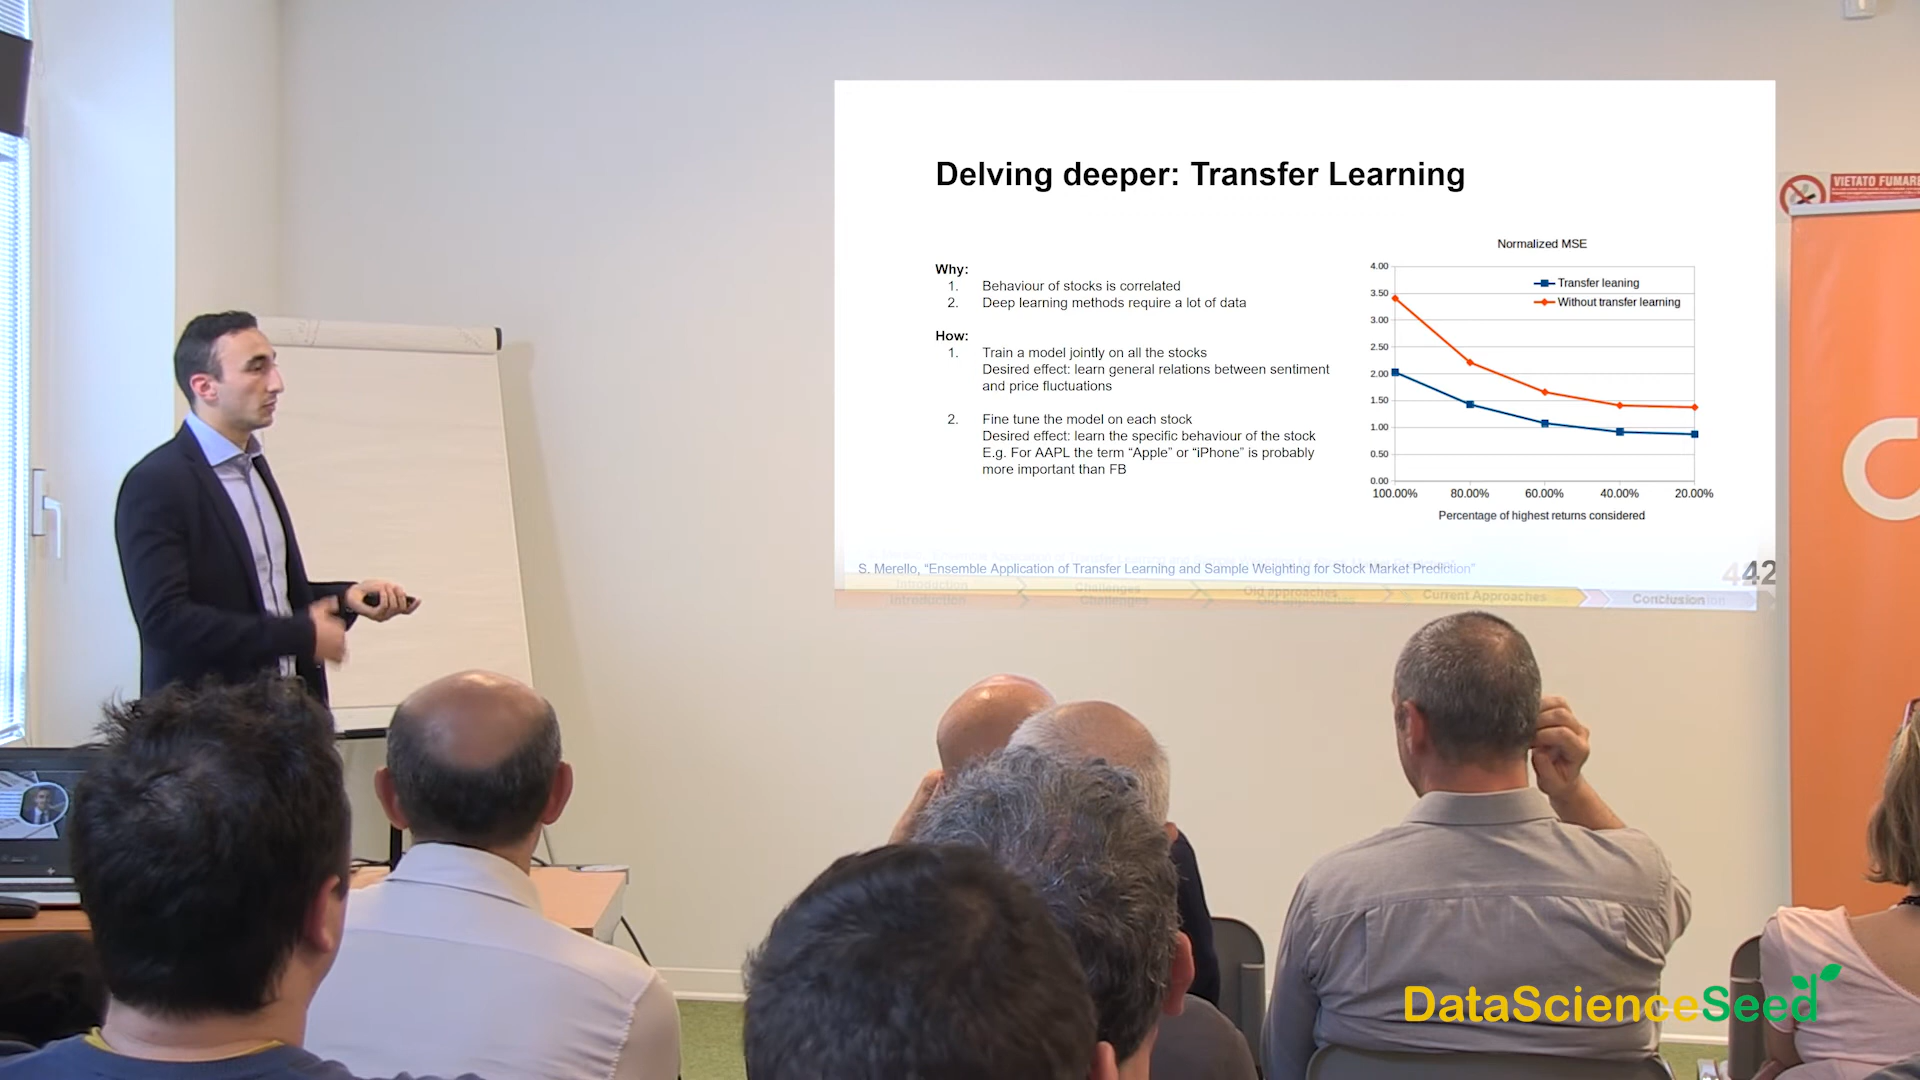 Delving deeper: Transfer Learning
Why:
1. Behaviour of stocks is correlated
2. Deep learning methods require a lot of data
How:
1. Train a model jointly on all the stocks
Desired effect: learn general relations between sentiment
and price fluctuations
2. Fine tune the model on each stock
Desired effect: learn the specific behaviour of the stock
E.g. For AAPL the term “Apple” or “iPhone” is probably
more important than FB
Normalized MSE
Transfer leaning
Without transfer learning
4.00
3.50
3.00
2.50
2.00
1.50
1.00
0.50
0.00
100.00% 80.00% 60.00% 40.00% 20.00%
Percentage of highest returns considered
S. Merello, “Ensemble Application of Transfer Learning and Sample Weighting for Stock Market Prediction”
42
Introduction Challenges Old approaches Current Approaches Conclusion
VIETATO FUMARE
DataScienceSeed